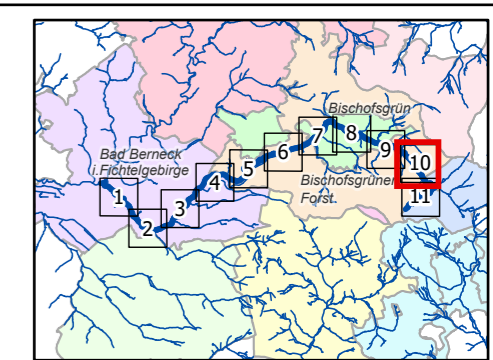 Bischofsgrün
Bad Berneck
i.Fichtelgebirge
Bischofsgrüner
Forst.
1
2
3
4
5
6
7
8
9
10
11